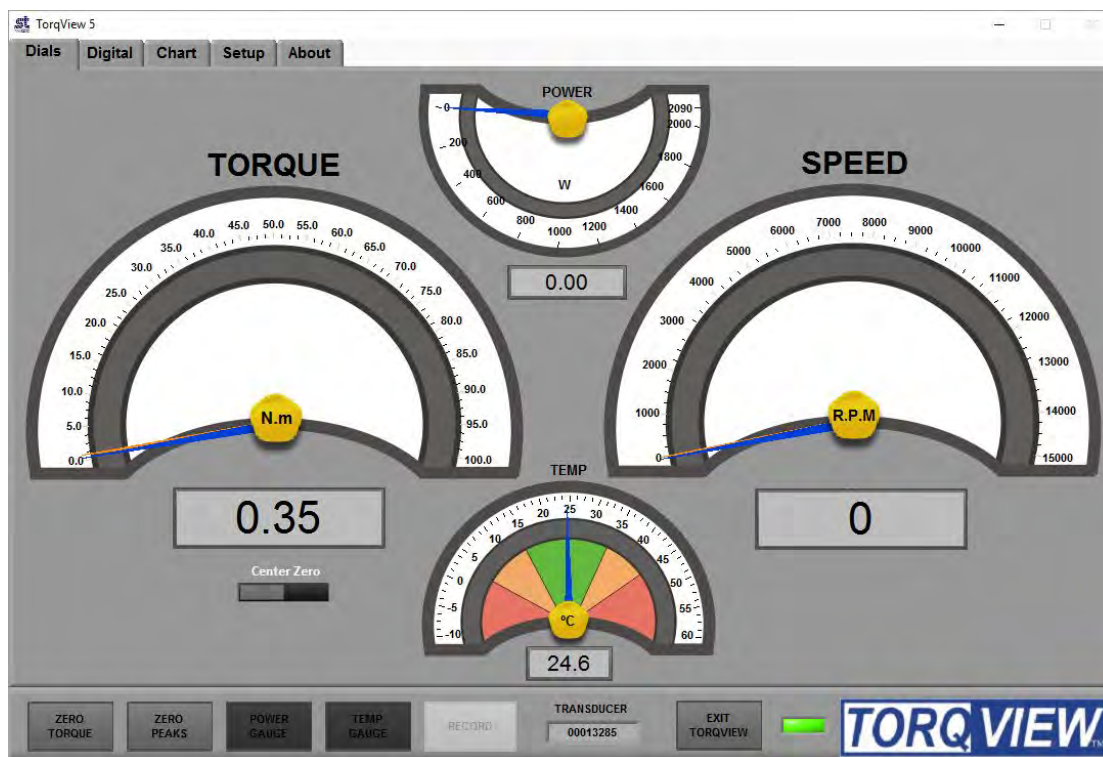 st TorqView 5
Dials Digital Chart Setup About
POWER
0 200 400 600 800 1000 1200 1400 1600 1800 2000 2090
W
0.00
TORQUE
0.0 5.0 10.0 15.0 20.0 25.0 30.0 35.0 40.0 45.0 50.0 55.0 60.0 65.0 70.0 75.0 80.0 85.0 90.0 95.0 100.0
N.m
0.35
Center Zero
SPEED
0 1000 2000 3000 4000 5000 6000 7000 8000 9000 10000 11000 12000 13000 14000 15000
R.P.M
0
TEMP
-10 -5 0 5 10 15 20 25 30 35 40 45 50 55 60
ºC
24.6
ZERO
TORQUE
ZERO
PEAKS
POWER
GAUGE
TEMP
GAUGE
RECORD
TRANSDUCER
00013285
EXIT
TORQVIEW
TORQVIEW™